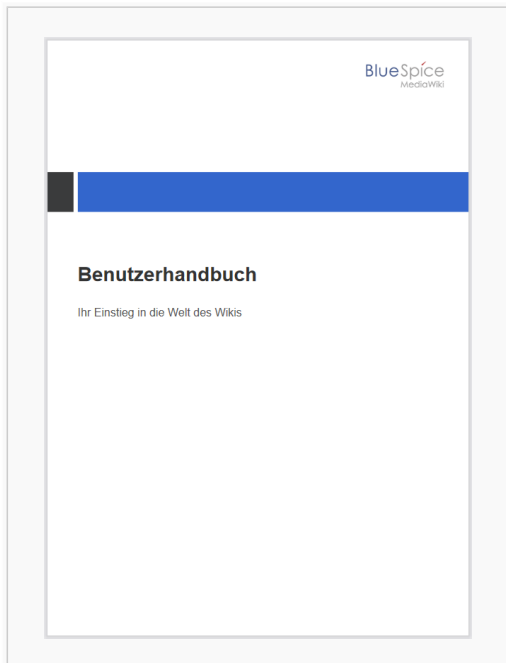 BlueSpice
MediaWiki
Benutzerhandbuch
Ihr Einstieg in die Welt des Wikis